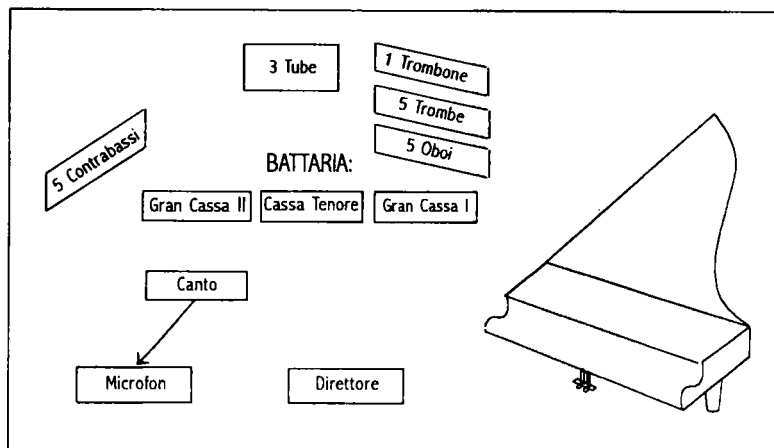 3 Tube
1 Trombone
5 Trombe
5 Oboi
5 Contrabassi
BATTARIA:
Gran Cassa II
Cassa Tenore
Gran Cassa I
Canto
Microfon
Direttore